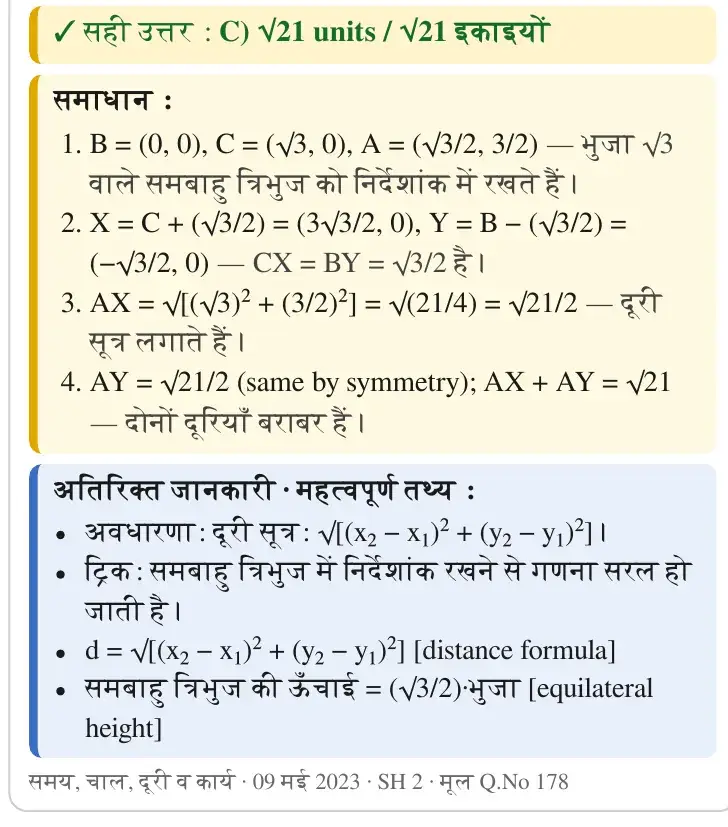 ✓ सही उत्तर : C) √21 units / √21 इकाइयों
समाधान :
1. B = (0, 0), C = (√3, 0), A = (√3/2, 3/2) — भुजा √3
वाले समबाहु त्रिभुज को निर्देशांक में रखते हैं।
2. X = C + (√3/2) = (3√3/2, 0), Y = B − (√3/2) =
(−√3/2, 0) — CX = BY = √3/2 है।
3. AX = √[(√3)² + (3/2)²] = √(21/4) = √21/2 — दूरी
सूत्र लगाते हैं।
4. AY = √21/2 (same by symmetry); AX + AY = √21
— दोनों दूरियाँ बराबर हैं।
अतिरिक्त जानकारी · महत्वपूर्ण तथ्य :
• अवधारणा : दूरी सूत्र : √[(x₂ − x₁)² + (y₂ − y₁)²]।
• ट्रिक : समबाहु त्रिभुज में निर्देशांक रखने से गणना सरल हो
जाती है।
• d = √[(x₂ − x₁)² + (y₂ − y₁)²] [distance formula]
• समबाहु त्रिभुज की ऊँचाई = (√3/2)·भुजा [equilateral
height]
समय, चाल, दूरी व कार्य · 09 मई 2023 · SH 2 · मूल Q.No 178